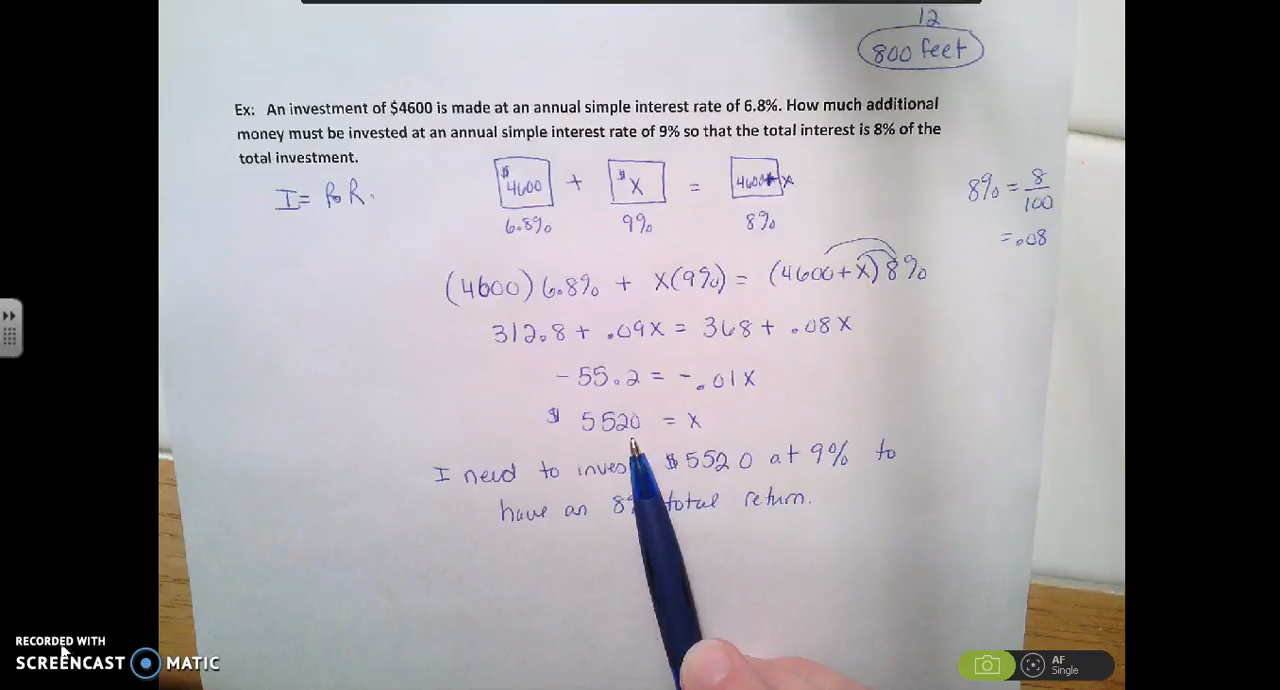 12
800 feet
Ex: An investment of $4600 is made at an annual simple interest rate of 6.8%. How much additional
money must be invested at an annual simple interest rate of 9% so that the total interest is 8% of the
total investment.
$ 4600 + $ x = 4600+x
6.8% 9% 8%
I = P R.
8% = 8/100
= .08
(4600) 6.8% + x(9%) = (4600+x) 8%
312.8 + .09x = 368 + .08x
-55.2 = -.01x
$ 5520 = x
I need to inves $5520 at 9% to
have an 8% total return.
RECORDED WITH
SCREENCAST MATIC
AF
Single